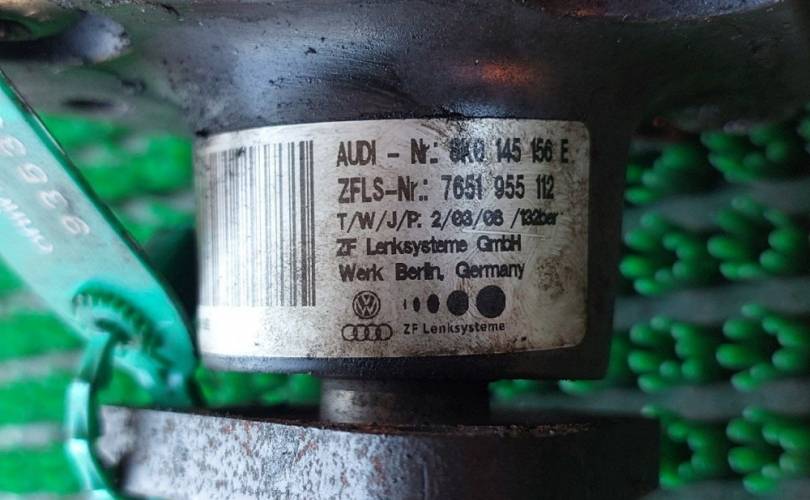 AUDI - Nr.: 8K0 145 156 E
ZFLS-Nr.: 7651 955 112
T/W/J/P: 2/03/08 /132bar
ZF Lenksysteme GmbH
Werk Berlin, Germany
ZF Lenksysteme